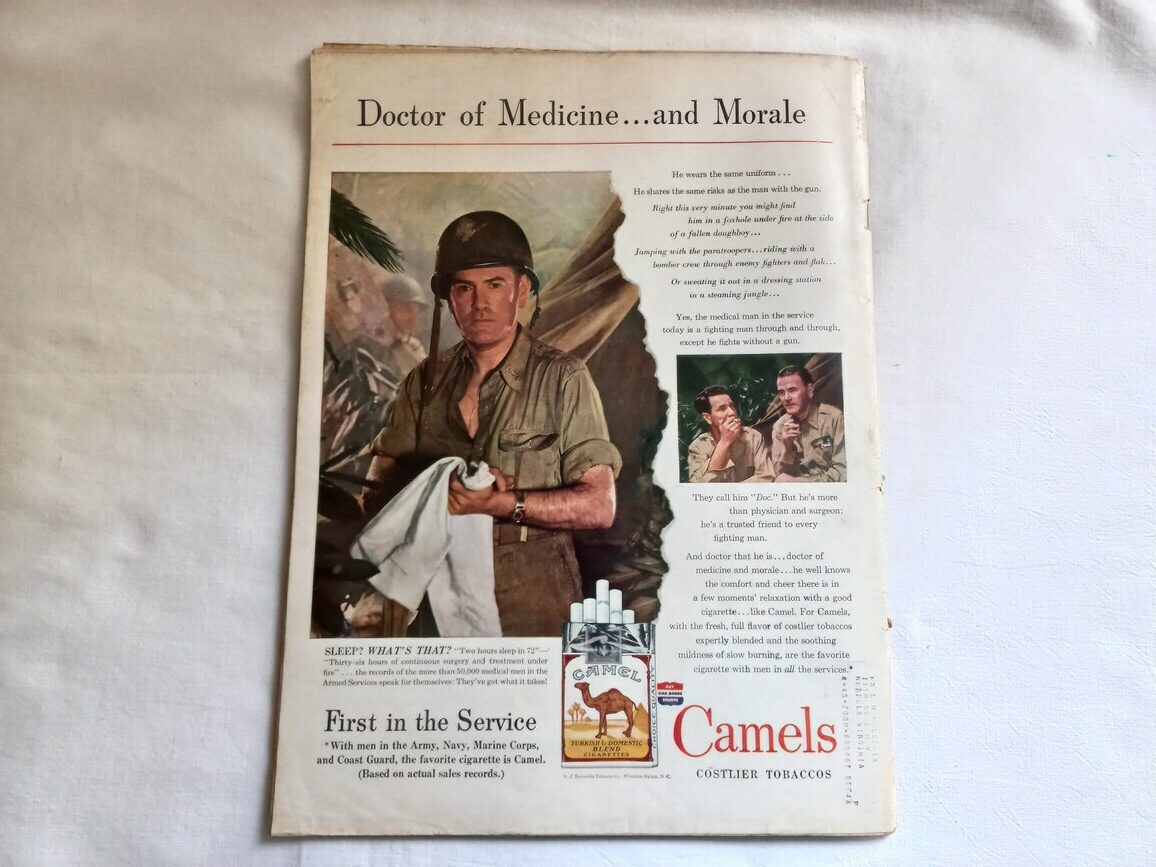 Doctor of Medicine...and Morale
He wears the same uniform . . .
He shares the same risks as the man with the gun.
Right this very minute you might find
him in a foxhole under fire at the side
of a fallen doughboy...
Jumping with the paratroopers...riding with a
bomber crew through enemy fighters and flak...
Or sweating it out in a dressing station
in a steaming jungle...
Yes, the medical man in the service
today is a fighting man through and through,
except he fights without a gun.
They call him "Doc." But he's more
than physician and surgeon:
he's a trusted friend to every
fighting man.
And doctor that he is...doctor of
medicine and morale...he well knows
the comfort and cheer there is in
a few moments' relaxation with a good
cigarette...like Camel. For Camels,
with the fresh, full flavor of costlier tobaccos
expertly blended and the soothing
mildness of slow burning, are the favorite
cigarette with men in all the services.*
SLEEP? WHAT'S THAT? "Two hours sleep in 72"—
"Thirty-six hours of continuous surgery and treatment under
fire" . . . the records of the more than 50,000 medical men in the
Armed Services speak for themselves: They've got what it takes!
First in the Service
*With men in the Army, Navy, Marine Corps,
and Coast Guard, the favorite cigarette is Camel.
(Based on actual sales records.)
CAMEL
TURKISH & DOMESTIC
BLEND
CIGARETTES
CHOICE QUALITY
BUY
WAR BONDS
STAMPS
Camels
COSTLIER TOBACCOS
R. J. Reynolds Tobacco Co., Winston-Salem, N. C.
VIRGINIA